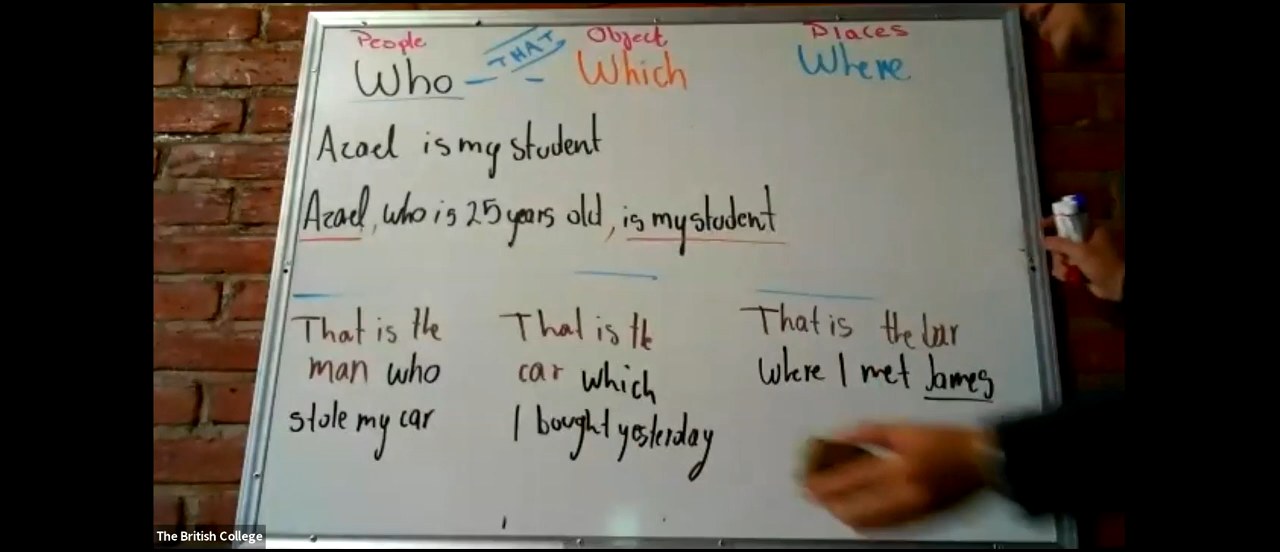 People THAT Object Places
Who Which Where
Azael is my student
Azael, who is 25 years old, is my student
That is the
man who
stole my car
That is the
car which
I bought yesterday
That is the bar
where I met James
The British College